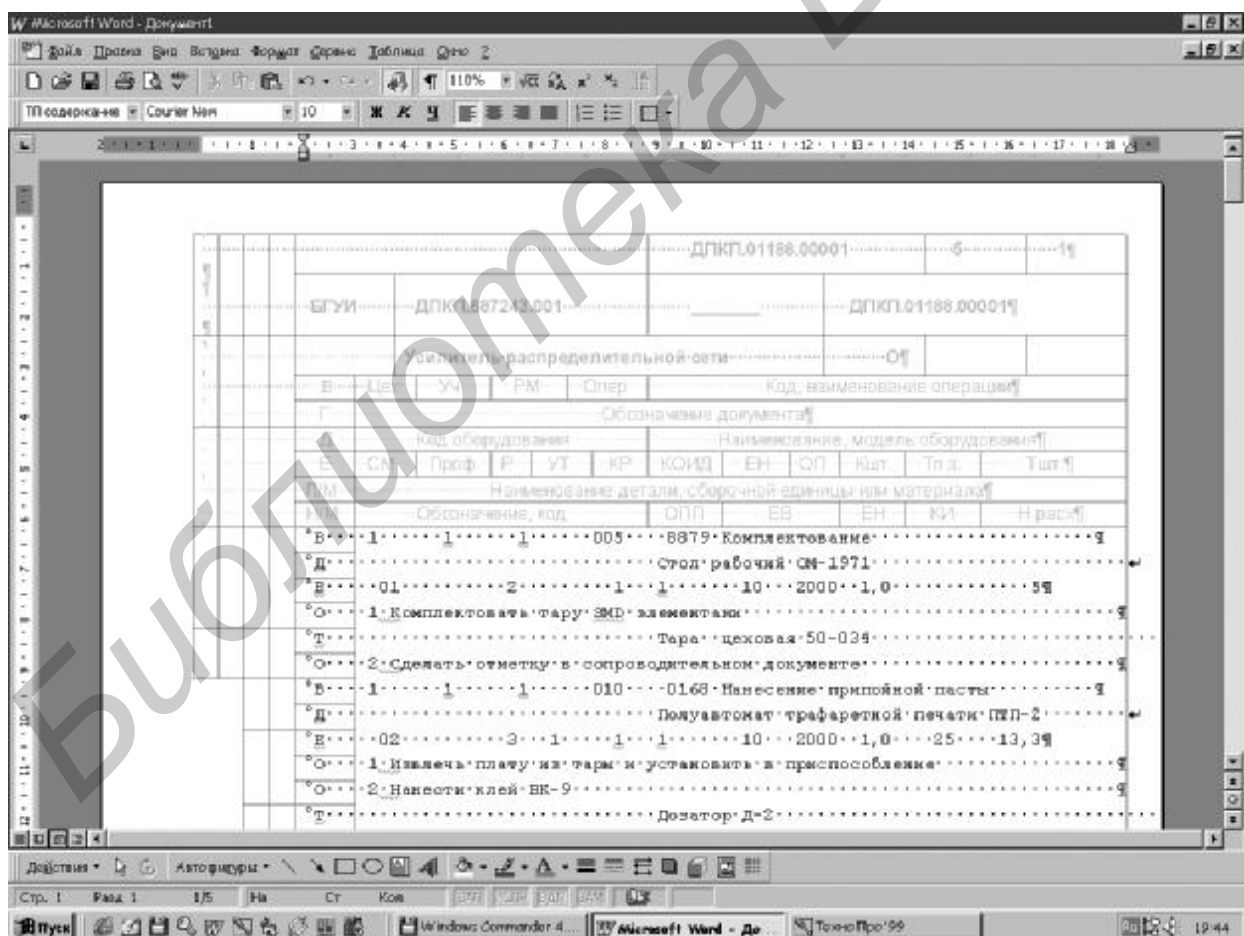 Microsoft Word - Документ1
Файл Правка Вид Вставка Формат Сервис Таблица Окно ?
110%
ТП содержание Courier New 10 Ж К Ч
ДПКП.01188.00001 6 1¶
БГУИ ДПКП.687243.001 ДПКП.01188.00001¶
Усилитель распределительной сети О¶
В Цех Уч РМ Опер Код, наименование операции¶
Г Обозначение документа¶
Д Код оборудования Наименование, модель оборудования¶
Е СМ Проф Р УТ КР КОИД ЕН ОП Кшт Тп.з. Тшт.¶
Л/М Наименование детали, сборочной единицы или материала¶
Н/М Обозначение, код ОПП ЕВ ЕН КИ Н.расх¶
В 1 1 1 005 8879 Комплектование ¶
Д Стол рабочий СМ-1971
Е 01 2 1 1 10 2000 1,0 5¶
О 1 Комплектовать тару SMD элементами ¶
Т Тара цеховая 50-034
О 2 Сделать отметку в сопроводительном документе ¶
В 1 1 1 010 0168 Нанесение припойной пасты ¶
Д Полуавтомат трафаретной печати ПТП-2
Е 02 3 1 1 1 10 2000 1,0 25 13,3¶
О 1 Извлечь плату из тары и установить в приспособление ¶
О 2 Нанести клей ВК-9 ¶
Т Дозатор Д-2
Действия Автофигуры
Стр. 1 Разд 1 1/5 На Ст Кол
Пуск Windows Commander 4.... Microsoft Word - До... ТехноПро'99 19:44
Библиотека